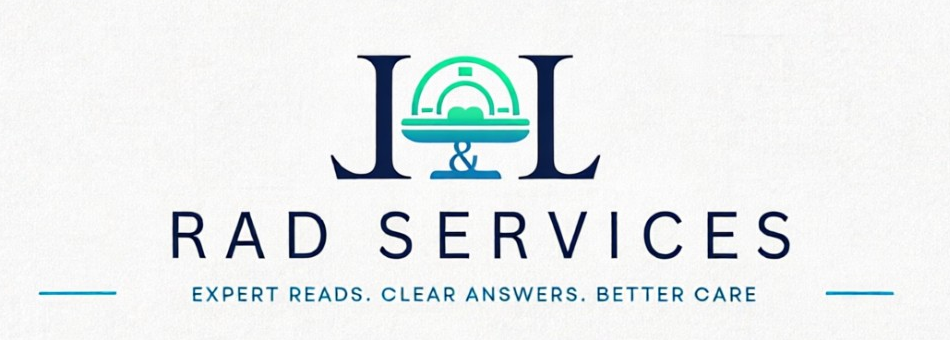 J & L
RAD SERVICES
EXPERT READS. CLEAR ANSWERS. BETTER CARE